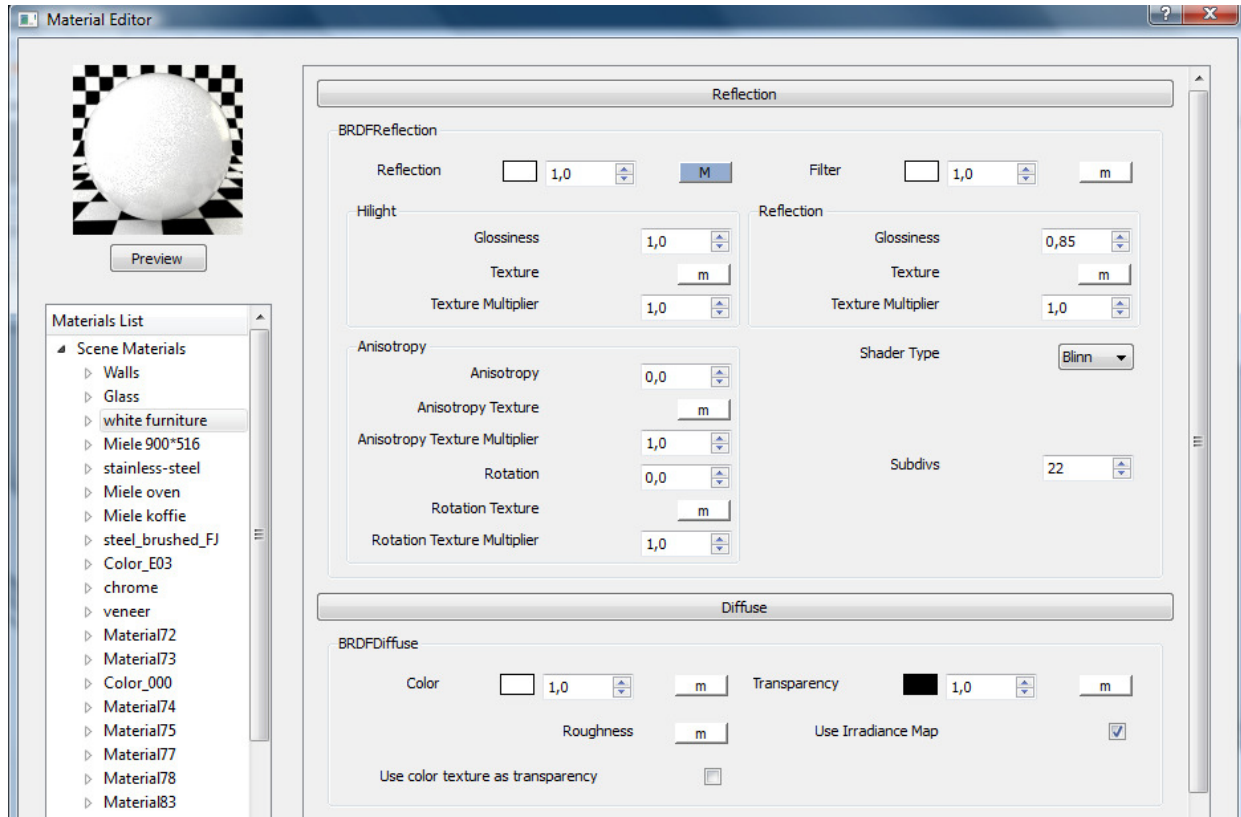 Material Editor
?
X
Preview
Materials List
Scene Materials
Walls
Glass
white furniture
Miele 900*516
stainless-steel
Miele oven
Miele koffie
steel_brushed_FJ
Color_E03
chrome
veneer
Material72
Material73
Color_000
Material74
Material75
Material77
Material78
Material83
Reflection
BRDFReflection
Reflection 1,0 M Filter 1,0 m
Hilight
Glossiness 1,0
Texture m
Texture Multiplier 1,0
Reflection
Glossiness 0,85
Texture m
Texture Multiplier 1,0
Anisotropy
Anisotropy 0,0
Anisotropy Texture m
Anisotropy Texture Multiplier 1,0
Rotation 0,0
Rotation Texture m
Rotation Texture Multiplier 1,0
Shader Type Blinn
Subdivs 22
Diffuse
BRDFDiffuse
Color 1,0 m Transparency 1,0 m
Roughness m Use Irradiance Map
Use color texture as transparency